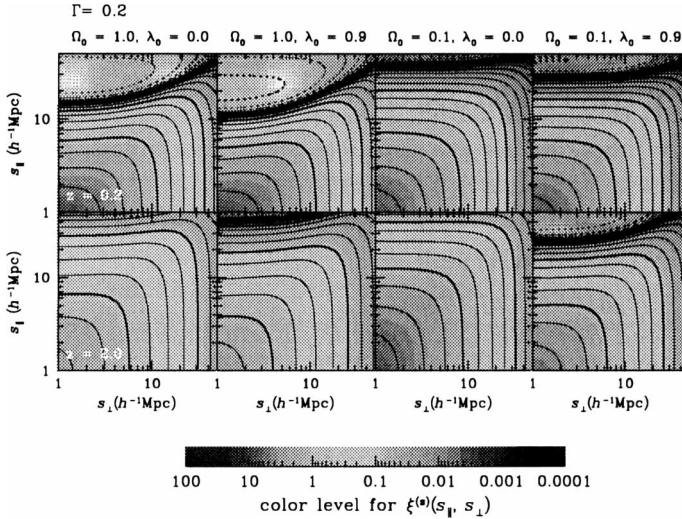 Γ = 0.2
Ω₀ = 1.0, λ₀ = 0.0 Ω₀ = 1.0, λ₀ = 0.9 Ω₀ = 0.1, λ₀ = 0.0 Ω₀ = 0.1, λ₀ = 0.9
s∥ (h⁻¹Mpc)
10
1
z = 0.2
s∥ (h⁻¹Mpc)
10
1
z = 2.0
1 10 1 10 1 10 1 10
s⊥(h⁻¹Mpc) s⊥(h⁻¹Mpc) s⊥(h⁻¹Mpc) s⊥(h⁻¹Mpc)
100 10 1 0.1 0.01 0.001 0.0001
color level for ξ⁽ˢ⁾(s∥, s⊥)